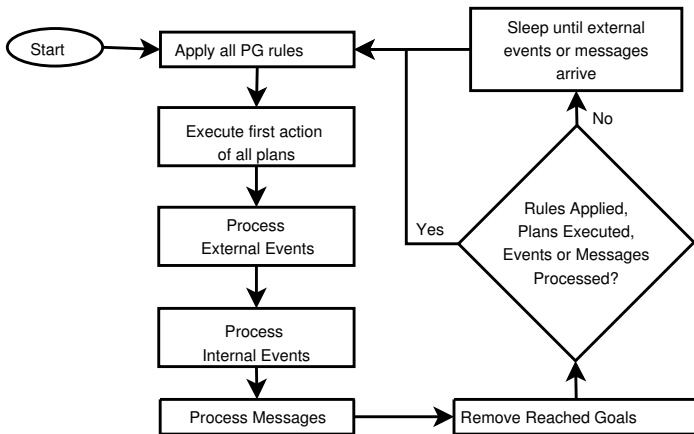 Start
Apply all PG rules
Execute first action
of all plans
Process
External Events
Process
Internal Events
Process Messages
Remove Reached Goals
Rules Applied,
Plans Executed,
Events or Messages
Processed?
Yes
No
Sleep until external
events or messages
arrive